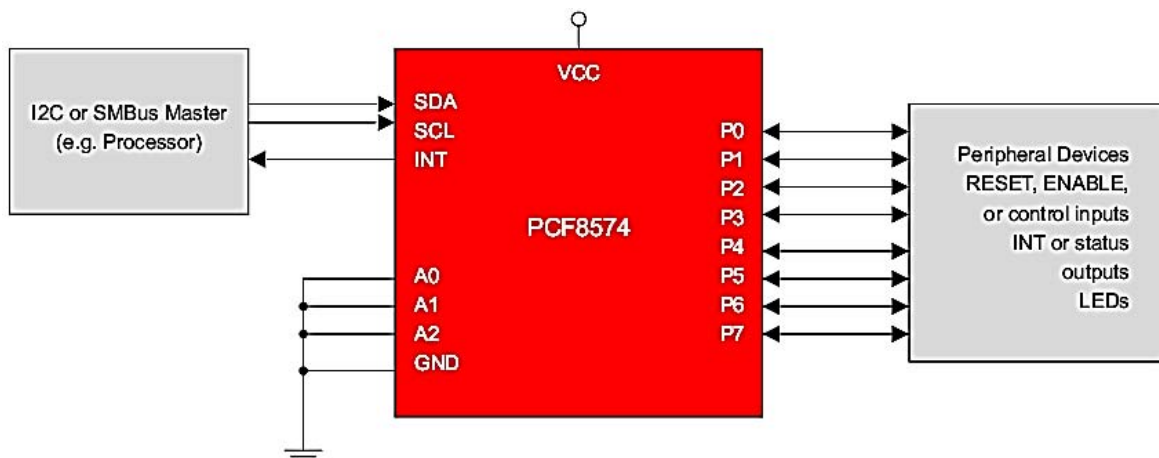 I2C or SMBus Master
(e.g. Processor)
VCC
SDA
SCL
INT
A0
A1
A2
GND
PCF8574
P0
P1
P2
P3
P4
P5
P6
P7
Peripheral Devices
RESET, ENABLE,
or control inputs
INT or status
outputs
LEDs